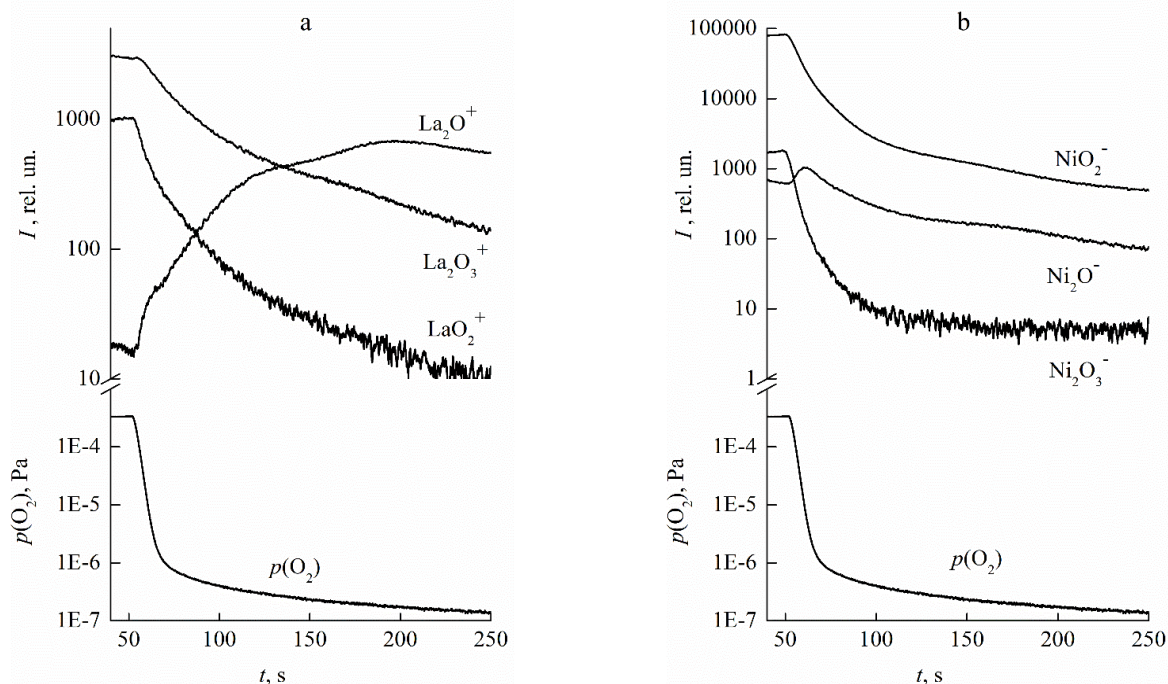 a
1000
100
10
I, rel. un.
La₂O⁺
La₂O₃⁺
LaO₂⁺
1E-4
1E-5
1E-6
1E-7
p(O₂), Pa
p(O₂)
50 100 150 200 250
t, s
b
100000
10000
1000
100
10
1
I, rel. un.
NiO₂⁻
Ni₂O⁻
Ni₂O₃⁻
1E-4
1E-5
1E-6
1E-7
p(O₂), Pa
p(O₂)
50 100 150 200 250
t, s